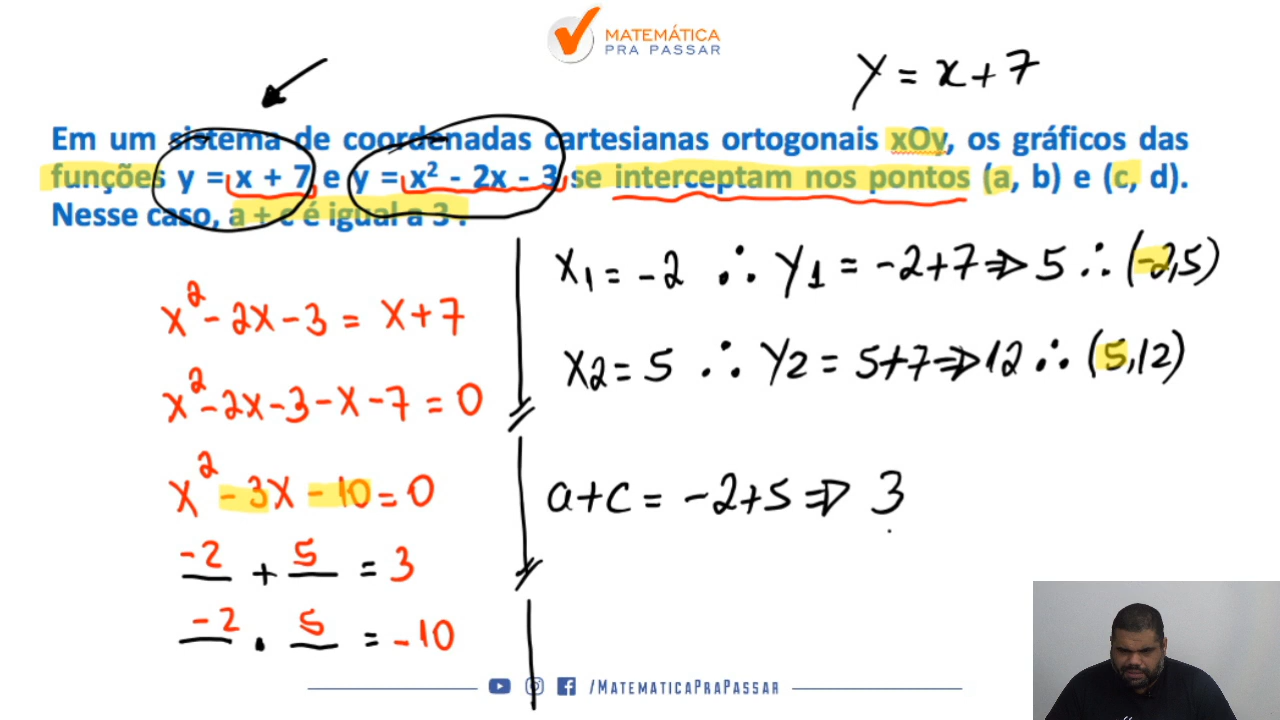 MATEMÁTICA
PRA PASSAR
y = x + 7
Em um sistema de coordenadas cartesianas ortogonais xOy, os gráficos das
funções y = x + 7 e y = x² - 2x - 3 se interceptam nos pontos (a, b) e (c, d).
Nesse caso, a + c é igual a 3 .
x² - 2x - 3 = x + 7
x² - 2x - 3 - x - 7 = 0
x² - 3x - 10 = 0
-2 + 5 = 3
-2 . 5 = -10
x1 = -2 ∴ y1 = -2+7 ⇒ 5 ∴ (-2,5)
x2 = 5 ∴ y2 = 5+7 ⇒ 12 ∴ (5,12)
a+c = -2+5 ⇒ 3
/MatematicaPraPassar